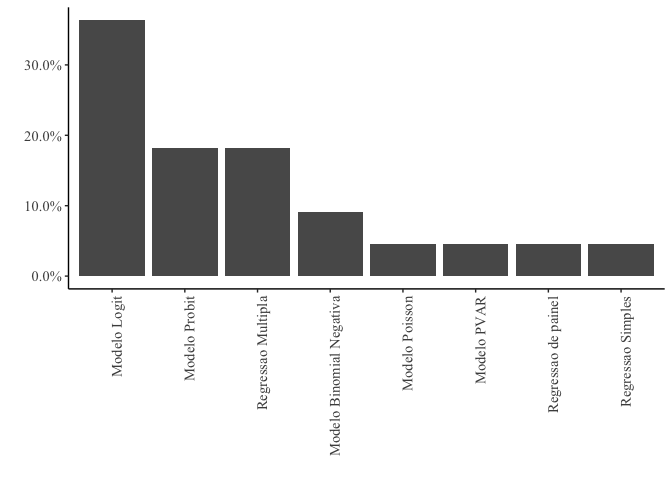 30.0%
20.0%
10.0%
0.0%
Modelo Logit
Modelo Probit
Regressao Multipla
Modelo Binomial Negativa
Modelo Poisson
Modelo PVAR
Regressao de painel
Regressao Simples